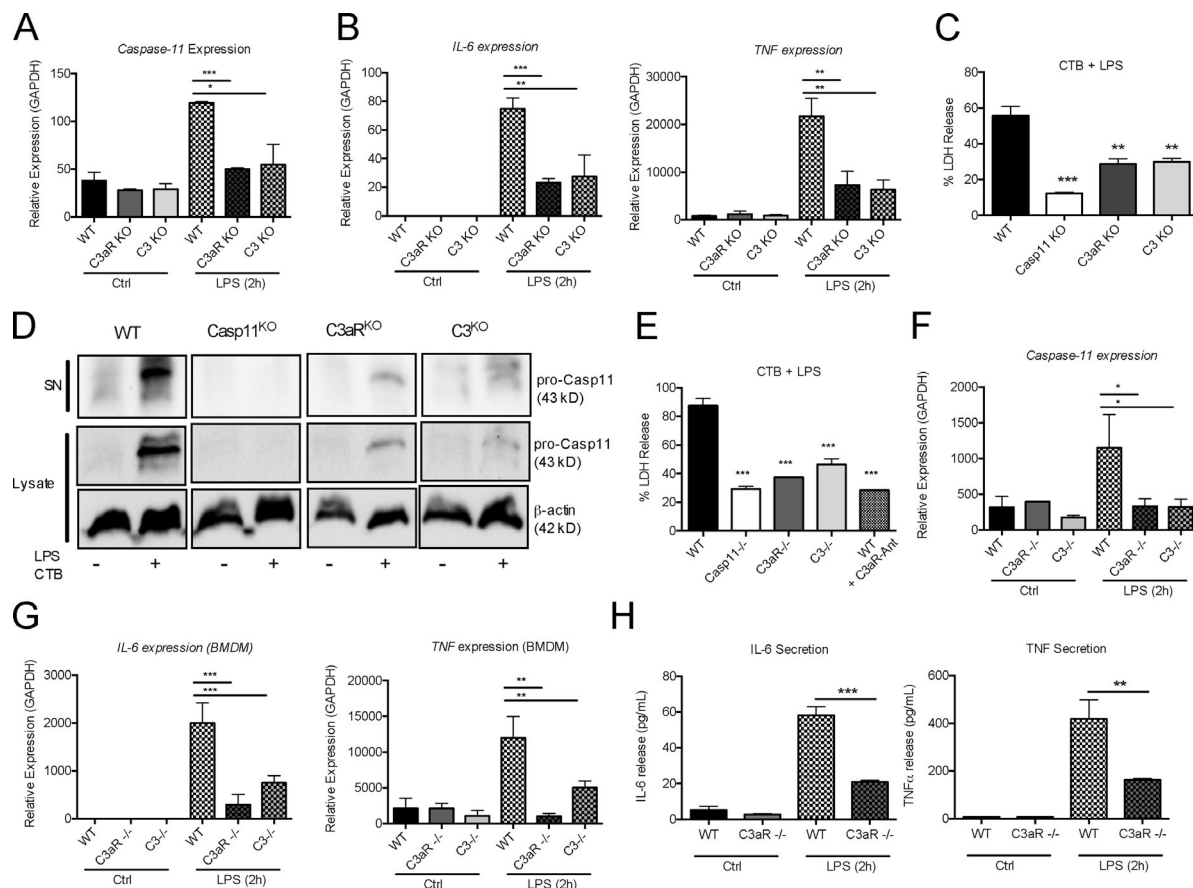 A
Caspase-11 Expression
Relative Expression (GAPDH)
150
100
50
0
WT
C3aR KO
C3 KO
WT
C3aR KO
C3 KO
Ctrl
LPS (2h)
***
*
B
IL-6 expression
Relative Expression (GAPDH)
100
80
60
40
20
0
WT
C3aR KO
C3 KO
WT
C3aR KO
C3 KO
Ctrl
LPS (2h)
***
**
TNF expression
Relative Expression (GAPDH)
30000
20000
10000
0
WT
C3aR KO
C3 KO
WT
C3aR KO
C3 KO
Ctrl
LPS (2h)
**
**
C
CTB + LPS
% LDH Release
80
60
40
20
0
***
**
**
WT
Casp11 KO
C3aR KO
C3 KO
D
WT
Casp11KO
C3aRKO
C3KO
SN
pro-Casp11
(43 kD)
Lysate
pro-Casp11
(43 kD)
β-actin
(42 kD)
LPS
CTB
- + - + - + - +
E
CTB + LPS
% LDH Release
100
80
60
40
20
0
***
***
***
***
WT
Casp11-/-
C3aR-/-
C3-/-
WT
+ C3aR-Ant
F
Caspase-11 expression
Relative Expression (GAPDH)
2000
1500
1000
500
0
*
*
WT
C3aR -/-
C3-/-
WT
C3aR -/-
C3-/-
Ctrl
LPS (2h)
G
IL-6 expression (BMDM)
Relative Expression (GAPDH)
3000
2000
1000
0
***
***
WT
C3aR -/-
C3-/-
WT
C3aR -/-
C3-/-
Ctrl
LPS (2h)
TNF expression (BMDM)
Relative Expression (GAPDH)
20000
15000
10000
5000
0
**
**
WT
C3aR -/-
C3-/-
WT
C3aR -/-
C3-/-
Ctrl
LPS (2h)
H
IL-6 Secretion
IL-6 release (pg/mL)
80
60
40
20
0
***
WT
C3aR -/-
WT
C3aR -/-
Ctrl
LPS (2h)
TNF Secretion
TNFα release (pg/mL)
600
400
200
0
**
WT
C3aR -/-
WT
C3aR -/-
Ctrl
LPS (2h)